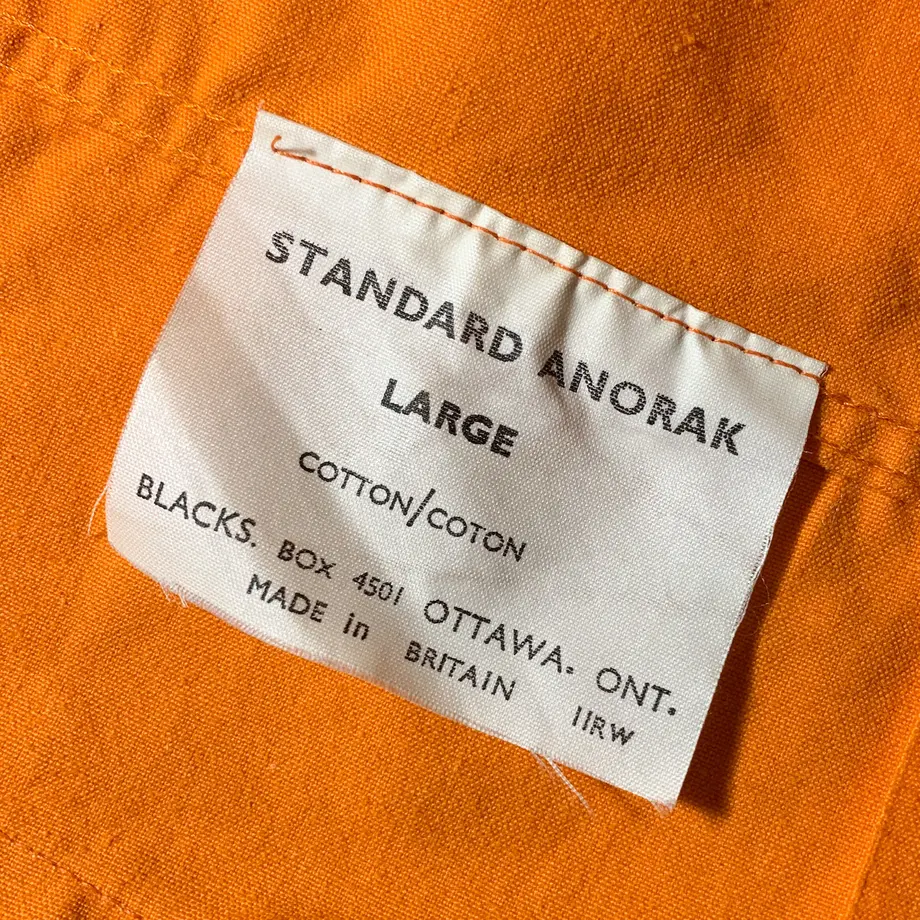 STANDARD ANORAK
LARGE
COTTON/COTON
BLACKS. BOX 4501 OTTAWA. ONT.
MADE in BRITAIN IIRW